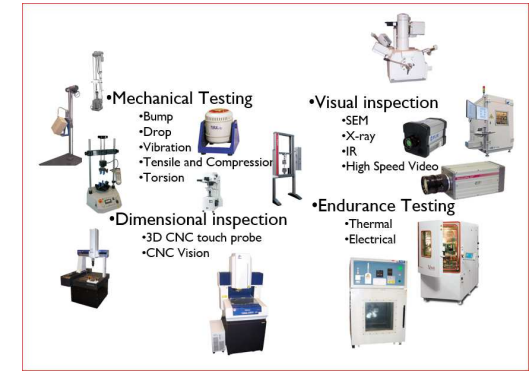 •Mechanical Testing
•Bump
•Drop
•Vibration
•Tensile and Compression
•Torsion
•Dimensional inspection
•3D CNC touch probe
•CNC Vision
•Visual inspection
•SEM
•X-ray
•IR
•High Speed Video
•Endurance Testing
•Thermal
•Electrical